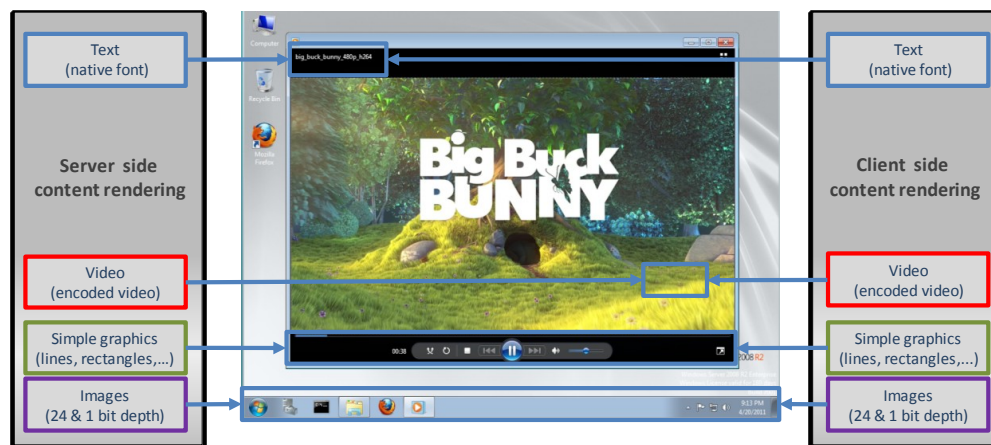 Text
(native font)
Server side
content rendering
Video
(encoded video)
Simple graphics
(lines, rectangles,...)
Images
(24 & 1 bit depth)
Computer
Recycle Bin
Mozilla
Firefox
big_buck_bunny_480p_h264
Big Buck
BUNNY
00:38
2008 R2
9:13 PM
4/20/2011
Text
(native font)
Client side
content rendering
Video
(encoded video)
Simple graphics
(lines, rectangles,...)
Images
(24 & 1 bit depth)